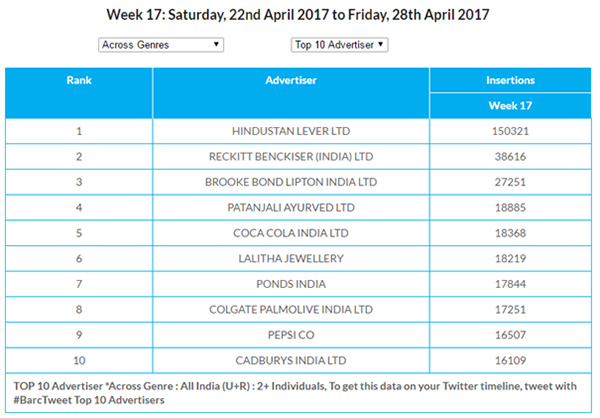 Week 17: Saturday, 22nd April 2017 to Friday, 28th April 2017
Across Genres Top 10 Advertiser
Rank Advertiser Insertions
Week 17
1 HINDUSTAN LEVER LTD 150321
2 RECKITT BENCKISER (INDIA) LTD 38616
3 BROOKE BOND LIPTON INDIA LTD 27251
4 PATANJALI AYURVED LTD 18885
5 COCA COLA INDIA LTD 18368
6 LALITHA JEWELLERY 18219
7 PONDS INDIA 17844
8 COLGATE PALMOLIVE INDIA LTD 17251
9 PEPSI CO 16507
10 CADBURYS INDIA LTD 16109
TOP 10 Advertiser *Across Genre : All India (U+R) : 2+ Individuals, To get this data on your Twitter timeline, tweet with
#BarcTweet Top 10 Advertisers